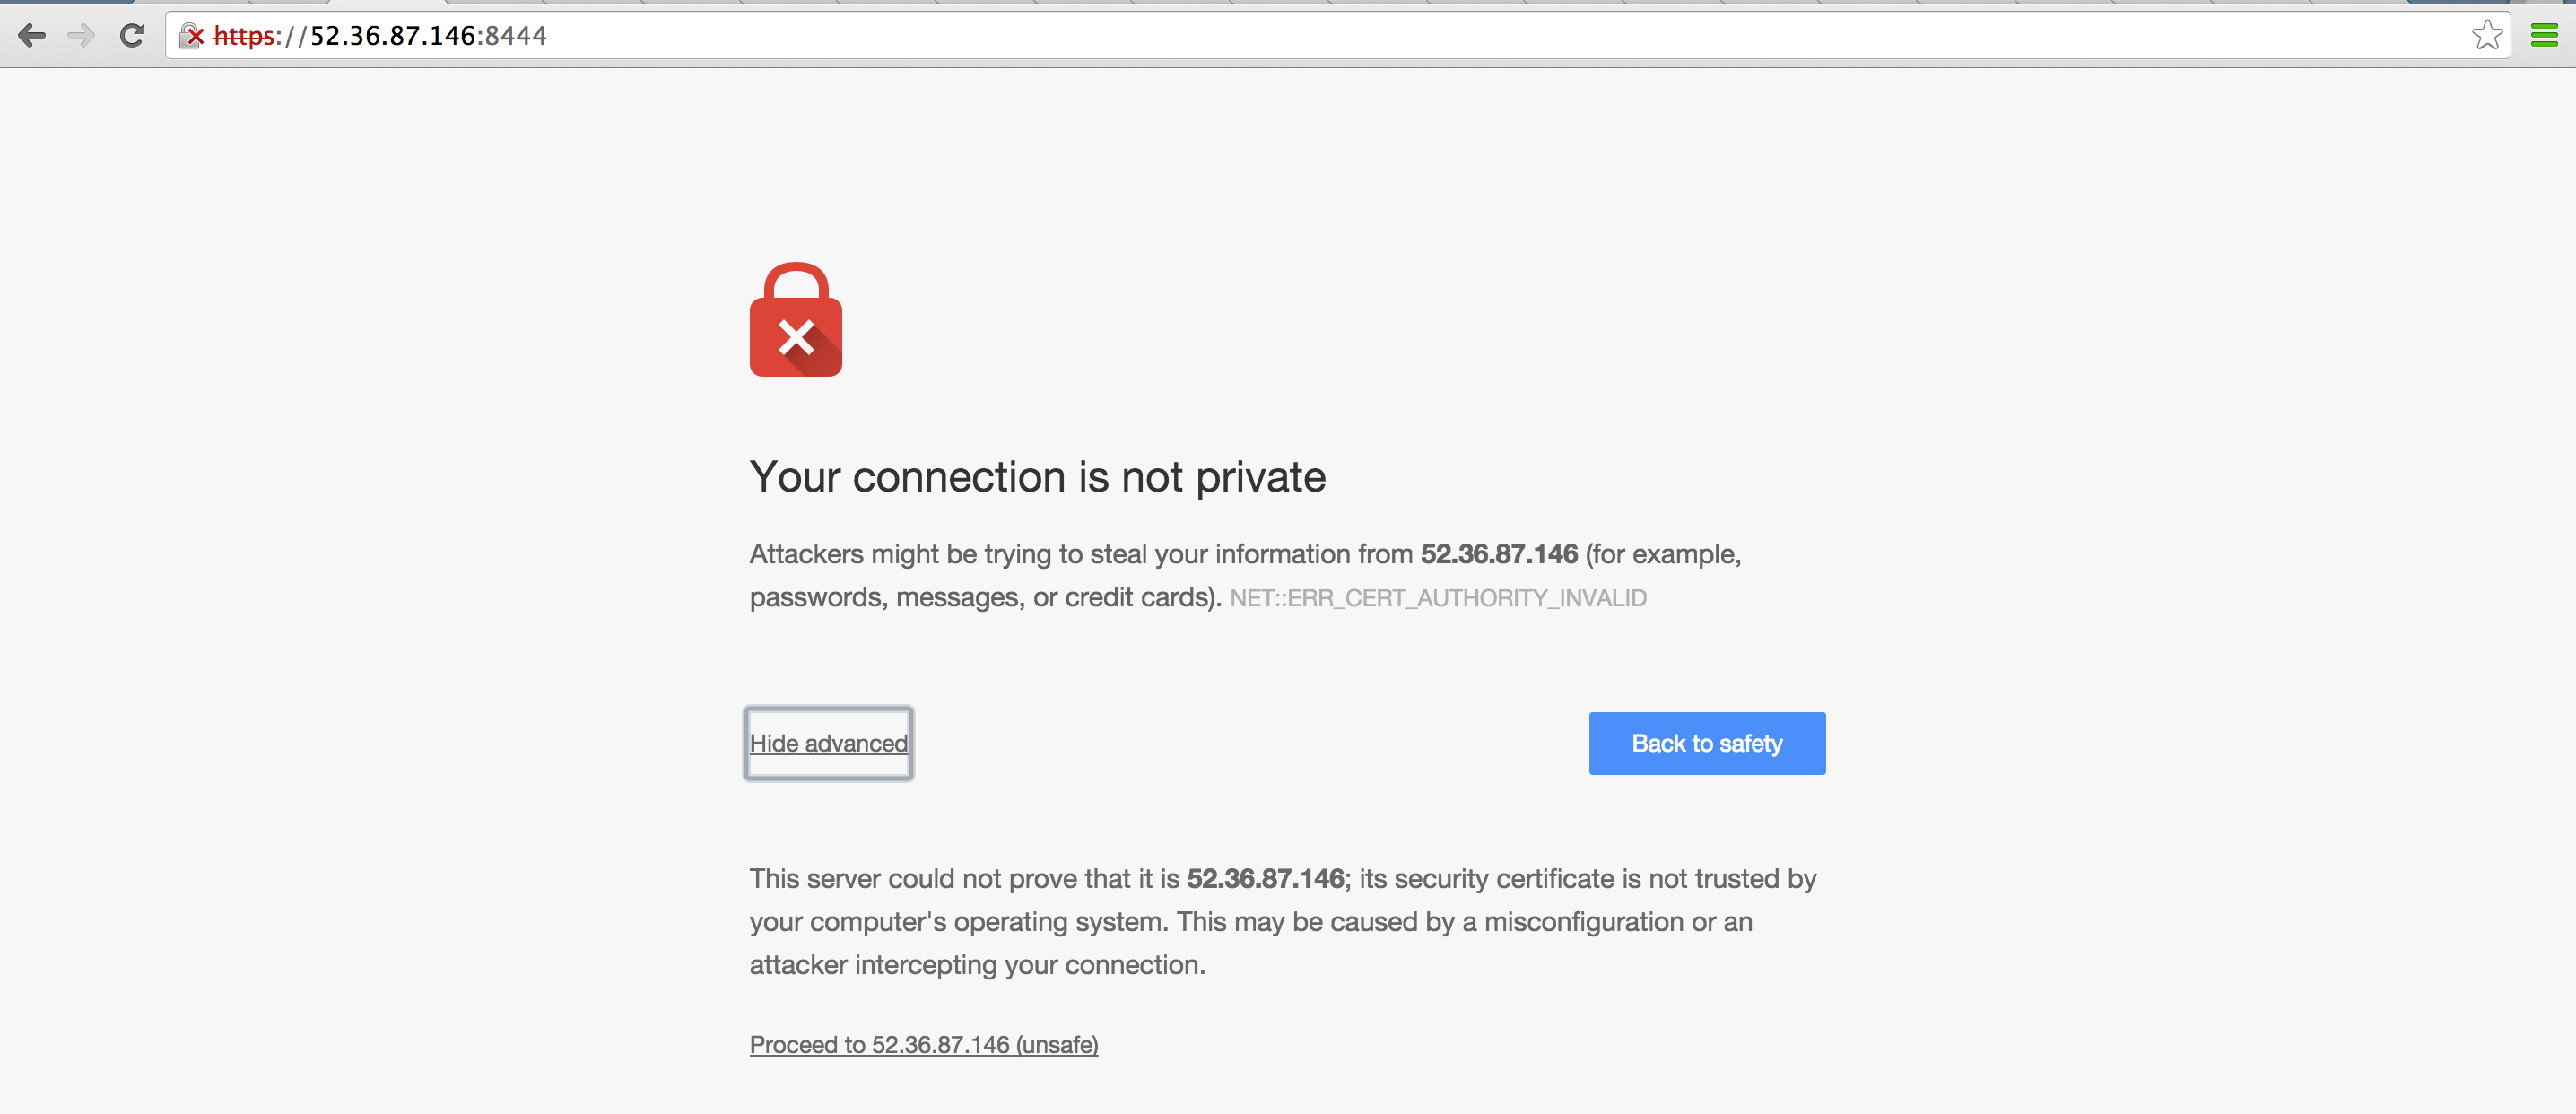 https://52.36.87.146:8444
Your connection is not private
Attackers might be trying to steal your information from 52.36.87.146 (for example,
passwords, messages, or credit cards). NET::ERR_CERT_AUTHORITY_INVALID
Hide advanced
Back to safety
This server could not prove that it is 52.36.87.146; its security certificate is not trusted by
your computer's operating system. This may be caused by a misconfiguration or an
attacker intercepting your connection.
Proceed to 52.36.87.146 (unsafe)